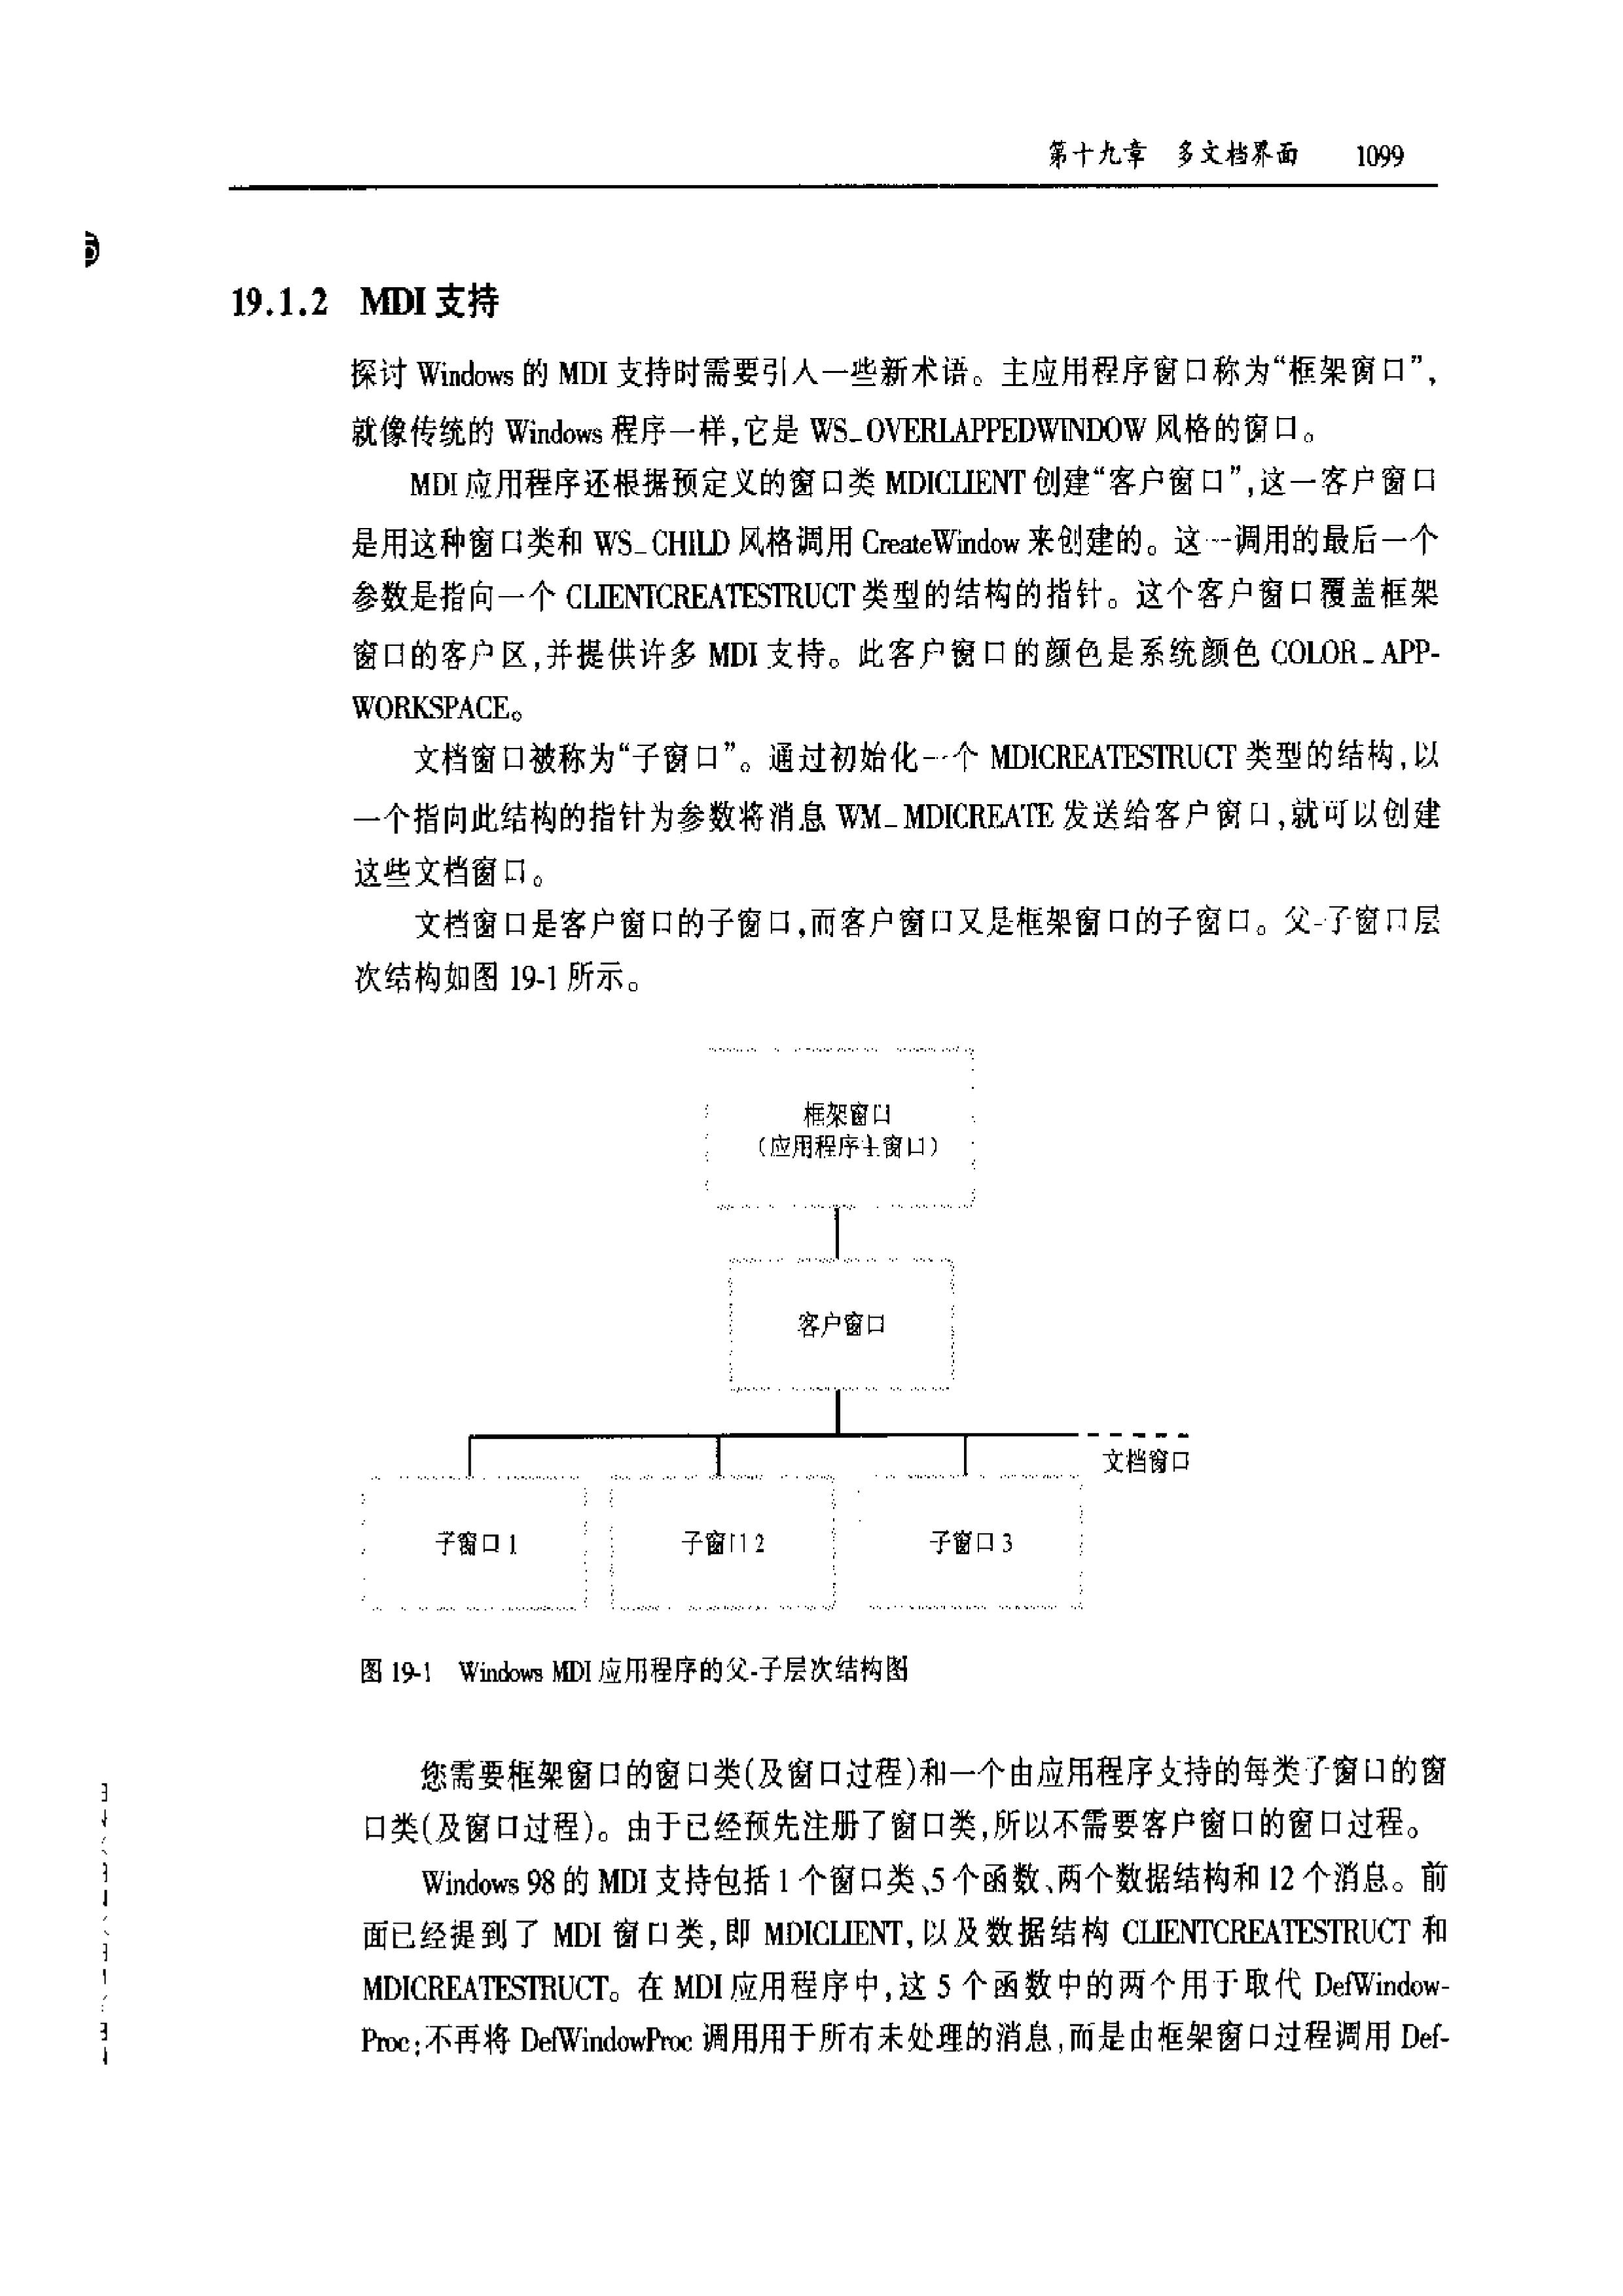 第十九章 多文档界面 1099
19.1.2 MDI 支持
探讨 Windows 的 MDI 支持时需要引入一些新术语。主应用程序窗口称为“框架窗口”,
就像传统的 Windows 程序一样,它是 WS_OVERLAPPEDWINDOW 风格的窗口。
MDI 应用程序还根据预定义的窗口类 MDICLIENT 创建“客户窗口”,这一客户窗口
是用这种窗口类和 WS_CHILD 风格调用 CreateWindow 来创建的。这一调用的最后一个
参数是指向一个 CLIENTCREATESTRUCT 类型的结构的指针。这个客户窗口覆盖框架
窗口的客户区,并提供许多 MDI 支持。此客户窗口的颜色是系统颜色 COLOR_APP-
WORKSPACE。
文档窗口被称为“子窗口”。通过初始化一个 MDICREATESTRUCT 类型的结构,以
一个指向此结构的指针为参数将消息 WM_MDICREATE 发送给客户窗口,就可以创建
这些文档窗口。
文档窗口是客户窗口的子窗口,而客户窗口又是框架窗口的子窗口。父-子窗口层
次结构如图 19-1 所示。
框架窗口
(应用程序主窗口)
客户窗口
文档窗口
子窗口 1 子窗口 2 子窗口 3
图 19-1 Windows MDI 应用程序的父-子层次结构图
您需要框架窗口的窗口类(及窗口过程)和一个由应用程序支持的每类子窗口的窗
口类(及窗口过程)。由于已经预先注册了窗口类,所以不需要客户窗口的窗口过程。
Windows 98 的 MDI 支持包括 1 个窗口类、5 个函数、两个数据结构和 12 个消息。前
面已经提到了 MDI 窗口类,即 MDICLIENT,以及数据结构 CLIENTCREATESTRUCT 和
MDICREATESTRUCT。在 MDI 应用程序中,这 5 个函数中的两个用于取代 DefWindow-
Proc;不再将 DefWindowProc 调用用于所有未处理的消息,而是由框架窗口过程调用 Def-